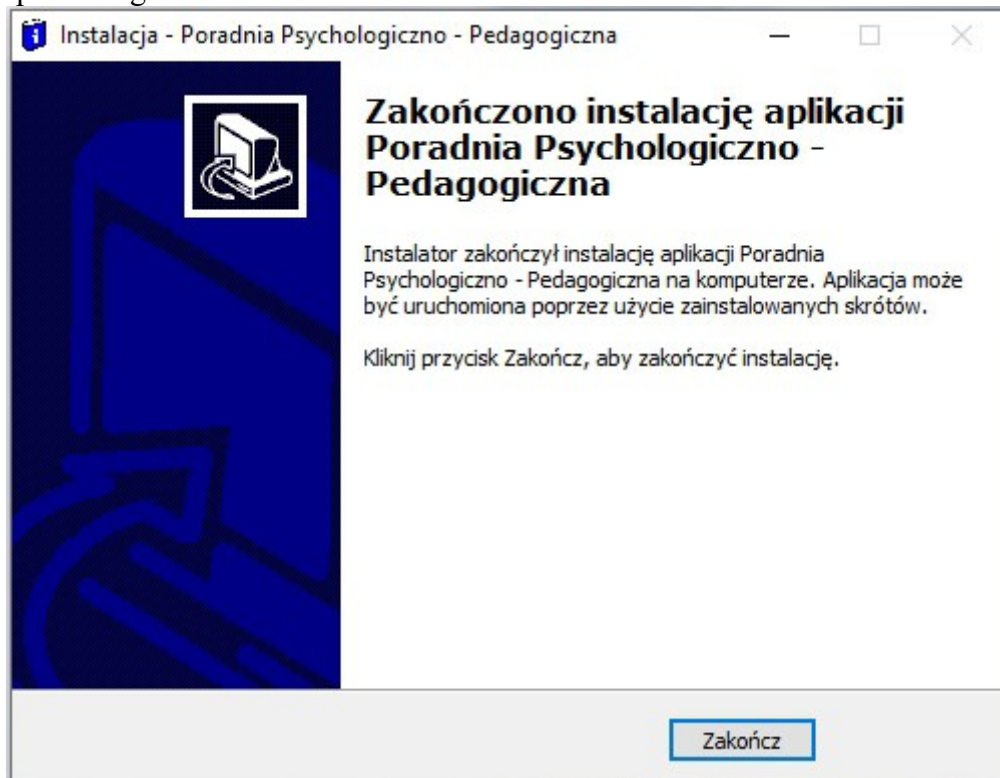 Instalacja - Poradnia Psychologiczno - Pedagogiczna
Zakończono instalację aplikacji
Poradnia Psychologiczno -
Pedagogiczna
Instalator zakończył instalację aplikacji Poradnia
Psychologiczno - Pedagogiczna na komputerze. Aplikacja może
być uruchomiona poprzez użycie zainstalowanych skrótów.
Kliknij przycisk Zakończ, aby zakończyć instalację.
Zakończ